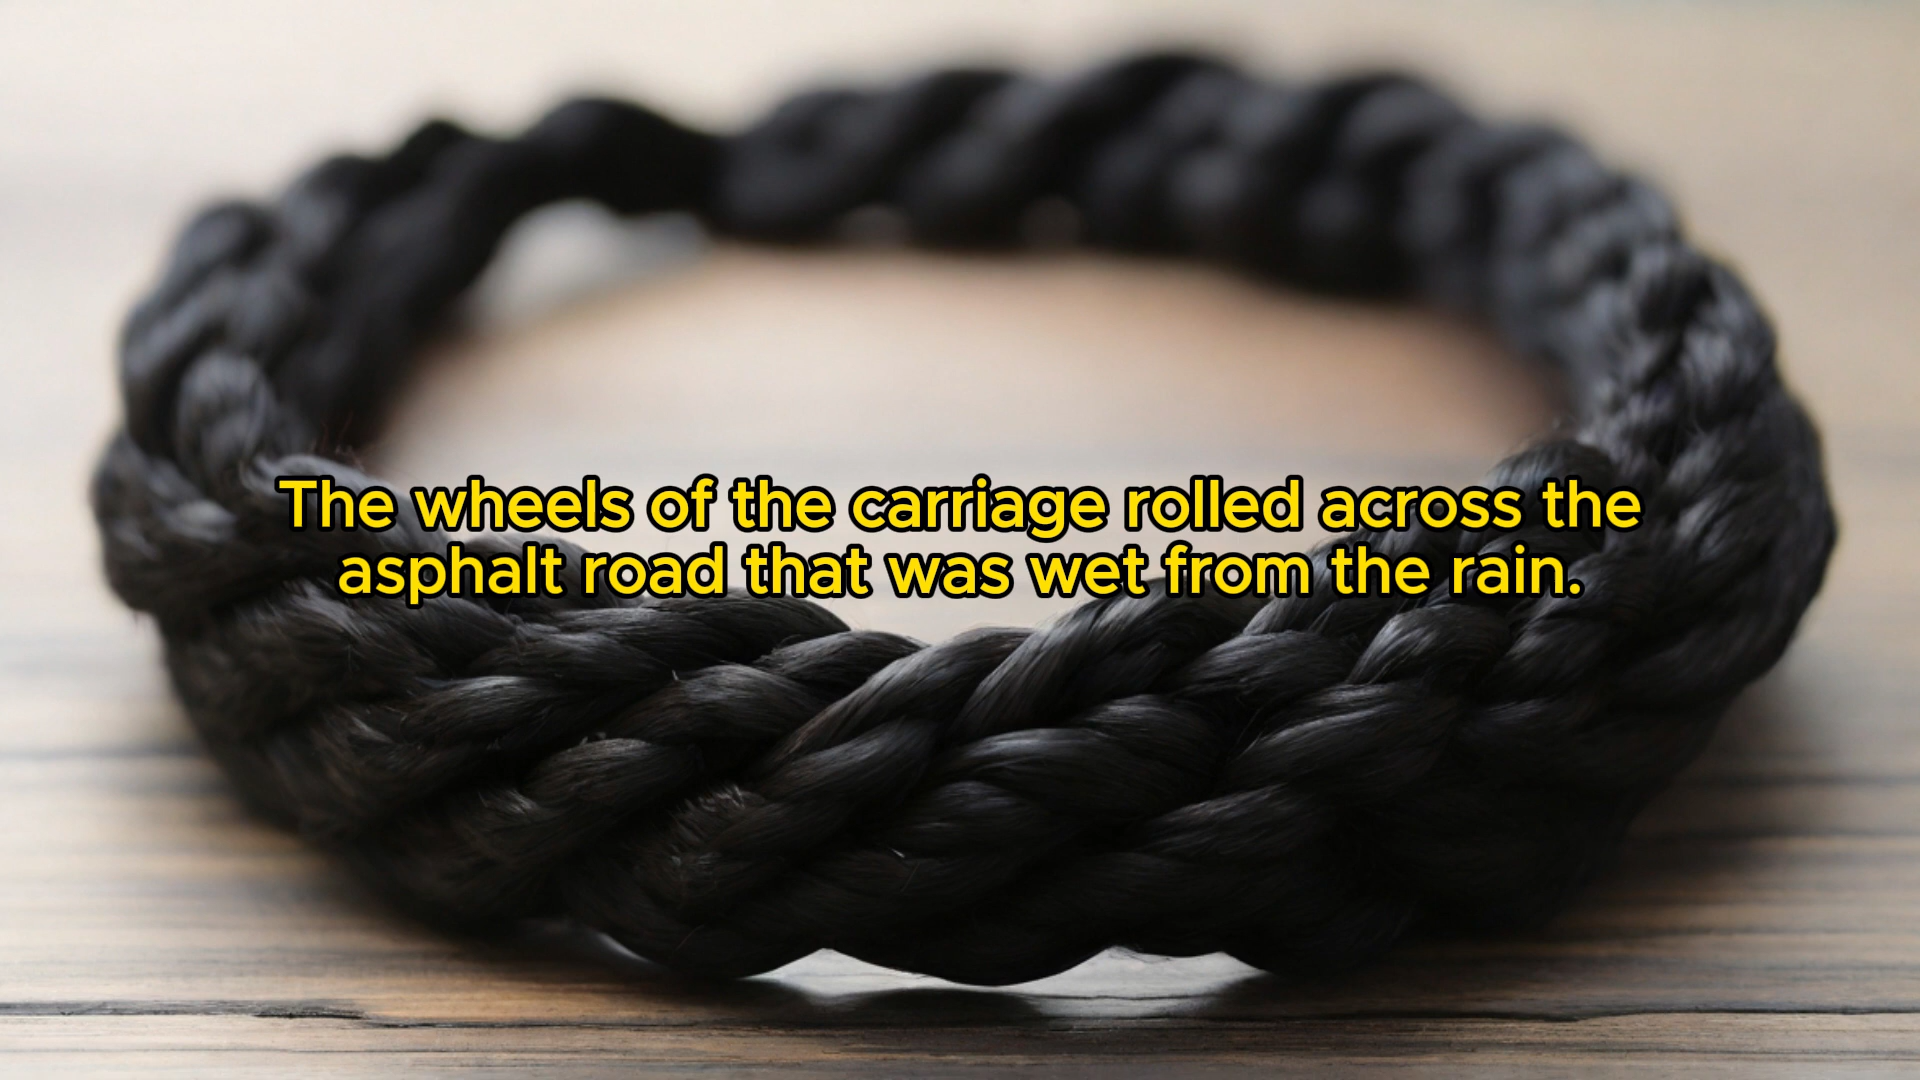 The wheels of the carriage rolled across the
asphalt road that was wet from the rain.